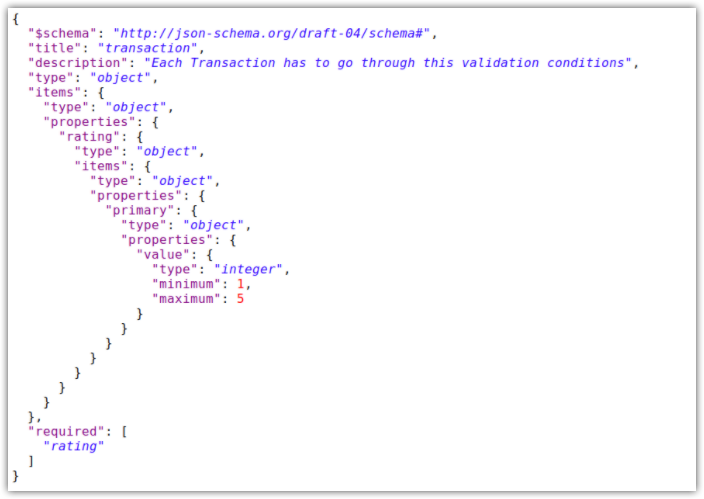 {
  "$schema": "http://json-schema.org/draft-04/schema#",
  "title": "transaction",
  "description": "Each Transaction has to go through this validation conditions",
  "type": "object",
  "items": {
    "type": "object",
    "properties": {
      "rating": {
        "type": "object",
        "items": {
          "type": "object",
          "properties": {
            "primary": {
              "type": "object",
              "properties": {
                "value": {
                  "type": "integer",
                  "minimum": 1,
                  "maximum": 5
                }
              }
            }
          }
        }
      }
    }
  },
  "required": [
    "rating"
  ]
}